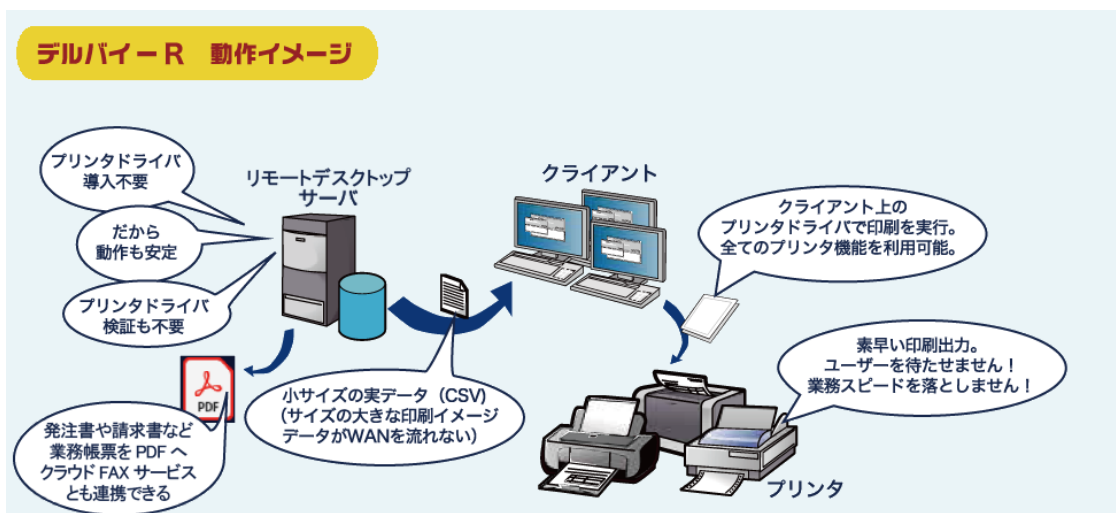 デルバイーR 動作イメージ
プリンタドライバ
導入不要
だから
動作も安定
プリンタドライバ
検証も不要
リモートデスクトップ
サーバ
クライアント
クライアント上の
プリンタドライバで印刷を実行。
全てのプリンタ機能を利用可能。
素早い印刷出力。
ユーザーを待たせません！
業務スピードを落としません！
小サイズの実データ（CSV)
（サイズの大きな印刷イメージ
データがWANを流れない）
PDF
発注書や請求書など
業務帳票を PDF へ
クラウド FAX サービス
とも連携できる
プリンタ